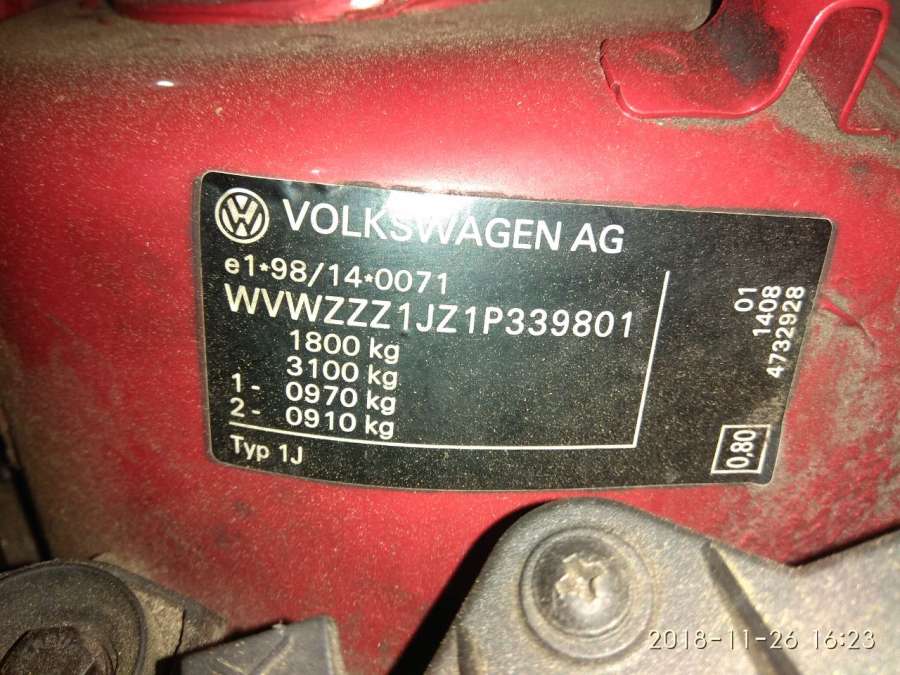 VW VOLKSWAGEN AG
e1*98/14*0071
WVWZZZ1JZ1P339801
1800 kg
3100 kg
1- 0970 kg
2- 0910 kg
Typ 1J
01
1408
4732928
0,80
2018-11-26 16:23